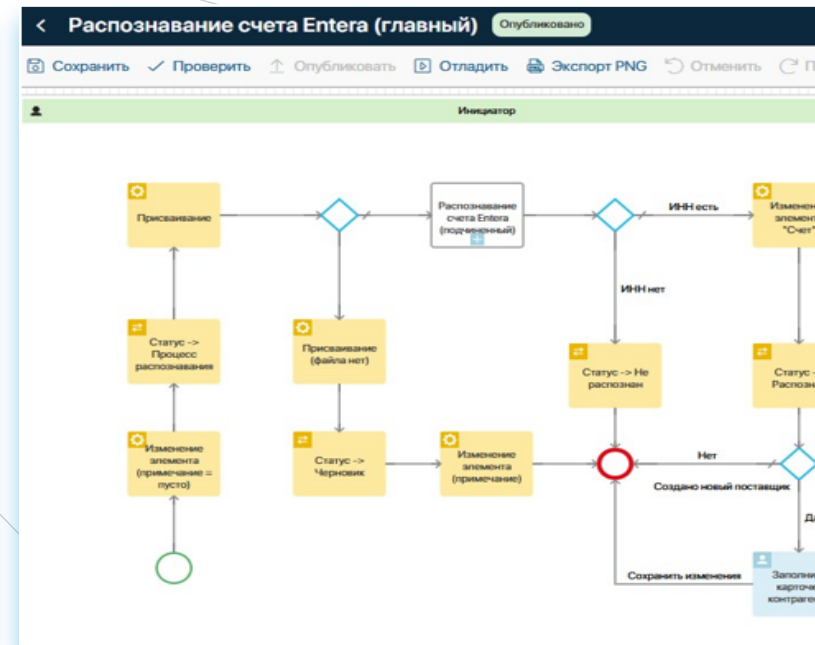 Распознавание счета Entera (главный)
Опубликовано
Сохранить
Проверить
Опубликовать
Отладить
Экспорт PNG
Отменить
Инициатор
Присваивание
Распознавание
счета Entera
(подчиненный)
ИНН есть
"Счет"
ИНН нет
Статус ->
Процесс
распознавания
Присваивание
(файла нет)
Статус -> Не
распознан
Статус -
Изменение
элемента
(примечание =
пусто)
Статус ->
Черновик
Изменение
элемента
(примечание)
Нет
Создано новый поставщик
Сохранить изменения